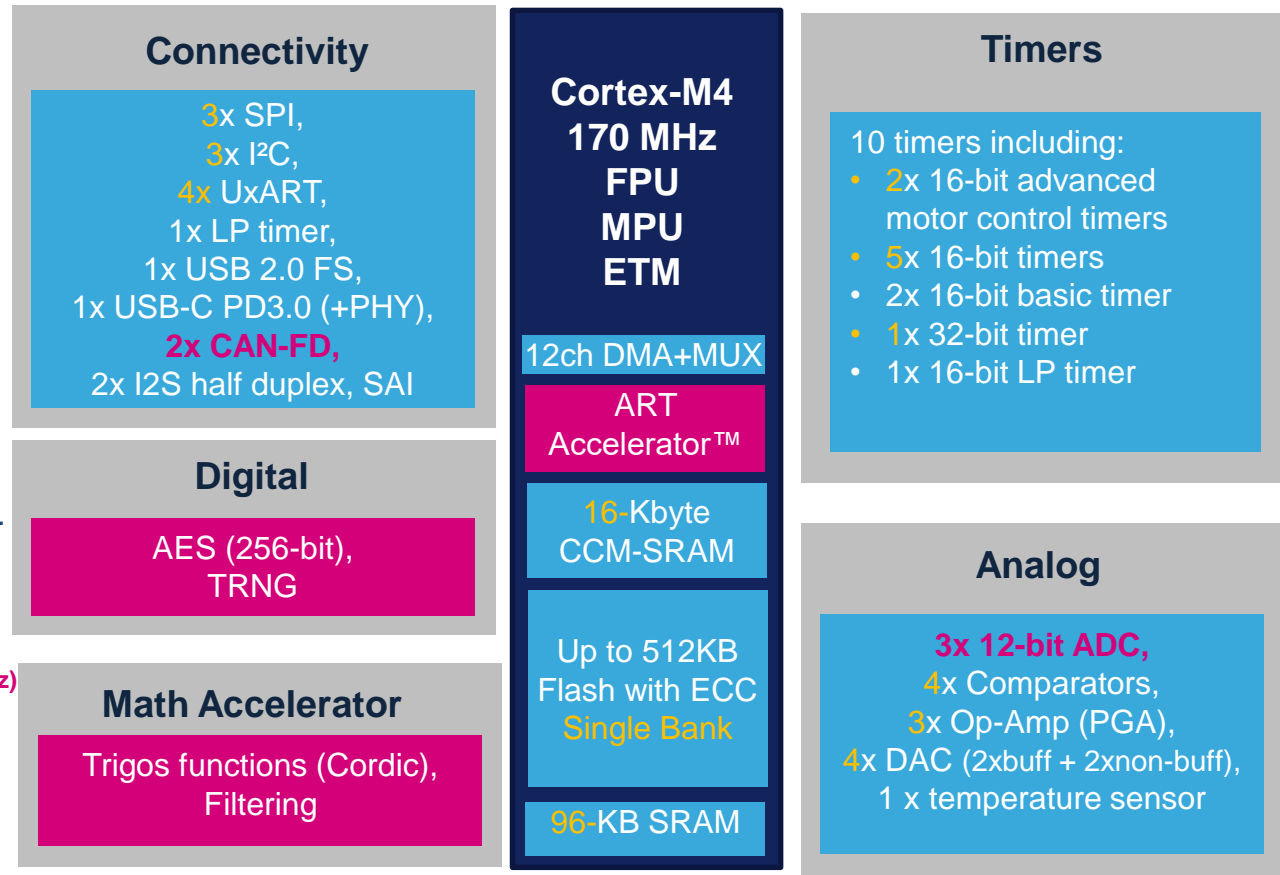 Connectivity
3x SPI,
3x I²C,
4x UxART,
1x LP timer,
1x USB 2.0 FS,
1x USB-C PD3.0 (+PHY),
2x CAN-FD,
2x I2S half duplex, SAI
Digital
AES (256-bit),
TRNG
z)
Math Accelerator
Trigos functions (Cordic),
Filtering
Cortex-M4
170 MHz
FPU
MPU
ETM
12ch DMA+MUX
ART
Accelerator™
16-Kbyte
CCM-SRAM
Up to 512KB
Flash with ECC
Single Bank
96-KB SRAM
Timers
10 timers including:
• 2x 16-bit advanced
motor control timers
• 5x 16-bit timers
• 2x 16-bit basic timer
• 1x 32-bit timer
• 1x 16-bit LP timer
Analog
3x 12-bit ADC,
4x Comparators,
3x Op-Amp (PGA),
4x DAC (2xbuff + 2xnon-buff),
1 x temperature sensor